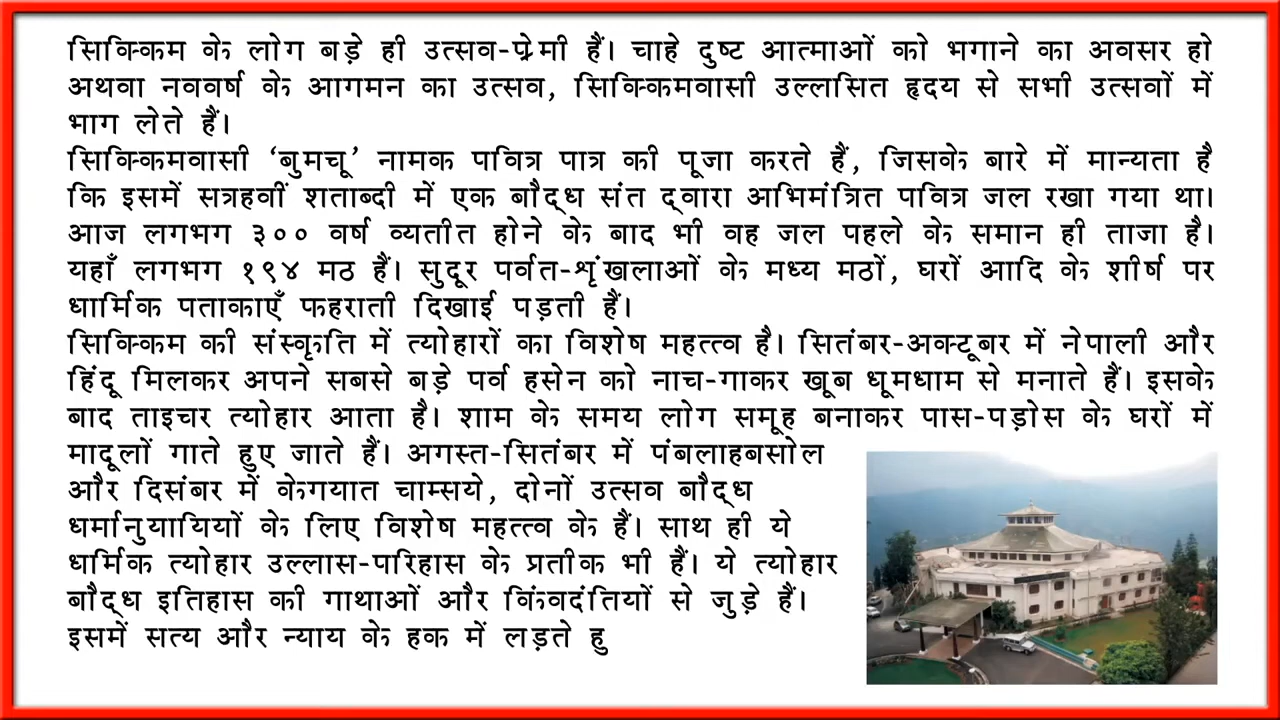 सिक्किम के लोग बड़े ही उत्सव-प्रेमी हैं। चाहे दुष्ट आत्माओं को भगाने का अवसर हो
अथवा नववर्ष के आगमन का उत्सव, सिक्किमवासी उल्लासित हृदय से सभी उत्सवों में
भाग लेते हैं।
सिक्किमवासी ‘बुमचू’ नामक पवित्र पात्र की पूजा करते हैं, जिसके बारे में मान्यता है
कि इसमें सत्रहवीं शताब्दी में एक बौद्ध संत द्वारा अभिमंत्रित पवित्र जल रखा गया था।
आज लगभग ३०० वर्ष व्यतीत होने के बाद भी वह जल पहले के समान ही ताजा है।
यहाँ लगभग १९४ मठ हैं। सुदूर पर्वत-शृंखलाओं के मध्य मठों, घरों आदि के शीर्ष पर
धार्मिक पताकाएँ फहराती दिखाई पड़ती हैं।
सिक्किम की संस्कृति में त्योहारों का विशेष महत्त्व है। सितंबर-अक्टूबर में नेपाली और
हिंदू मिलकर अपने सबसे बड़े पर्व हसेन को नाच-गाकर खूब धूमधाम से मनाते हैं। इसके
बाद ताइचर त्योहार आता है। शाम के समय लोग समूह बनाकर पास-पड़ोस के घरों में
मादूलों गाते हुए जाते हैं। अगस्त-सितंबर में पंबलाहबसोल
और दिसंबर में केगयात चाम्सये, दोनों उत्सव बौद्ध
धर्मानुयायियों के लिए विशेष महत्त्व के हैं। साथ ही ये
धार्मिक त्योहार उल्लास-परिहास के प्रतीक भी हैं। ये त्योहार
बौद्ध इतिहास की गाथाओं और किंवदंतियों से जुड़े हैं।
इसमें सत्य और न्याय के हक में लड़ते हु